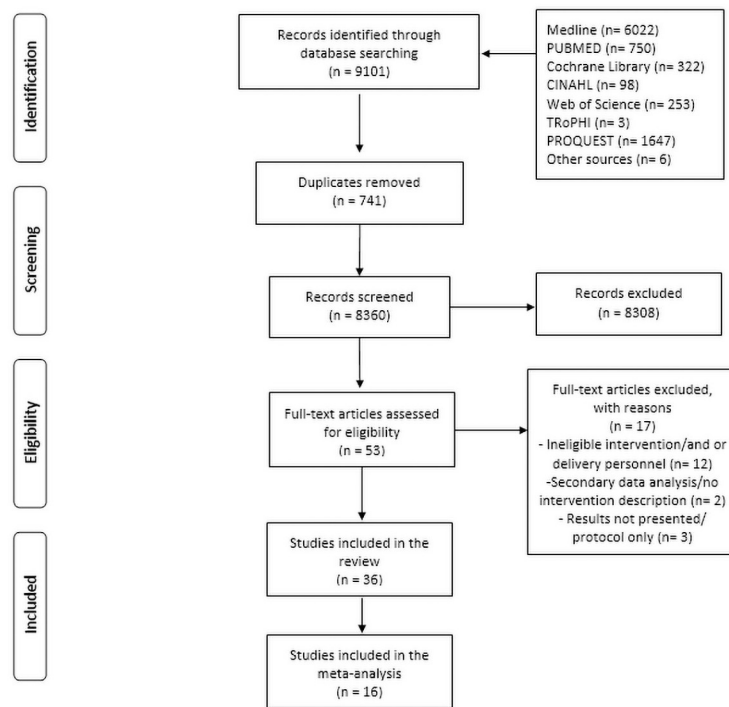 Identification
Records identified through
database searching
(n = 9101)
Medline (n= 6022)
PUBMED (n = 750)
Cochrane Library (n = 322)
CINAHL (n= 98)
Web of Science (n= 253)
TRoPHI (n= 3)
PROQUEST (n= 1647)
Other sources (n= 6)
Duplicates removed
(n = 741)
Screening
Records screened
(n = 8360)
Records excluded
(n = 8308)
Eligibility
Full-text articles assessed
for eligibility
(n = 53)
Full-text articles excluded,
with reasons
(n = 17)
- Ineligible intervention/and or
delivery personnel (n= 12)
-Secondary data analysis/no
intervention description (n= 2)
- Results not presented/
protocol only (n= 3)
Included
Studies included in the
review
(n = 36)
Studies included in the
meta-analysis
(n = 16)